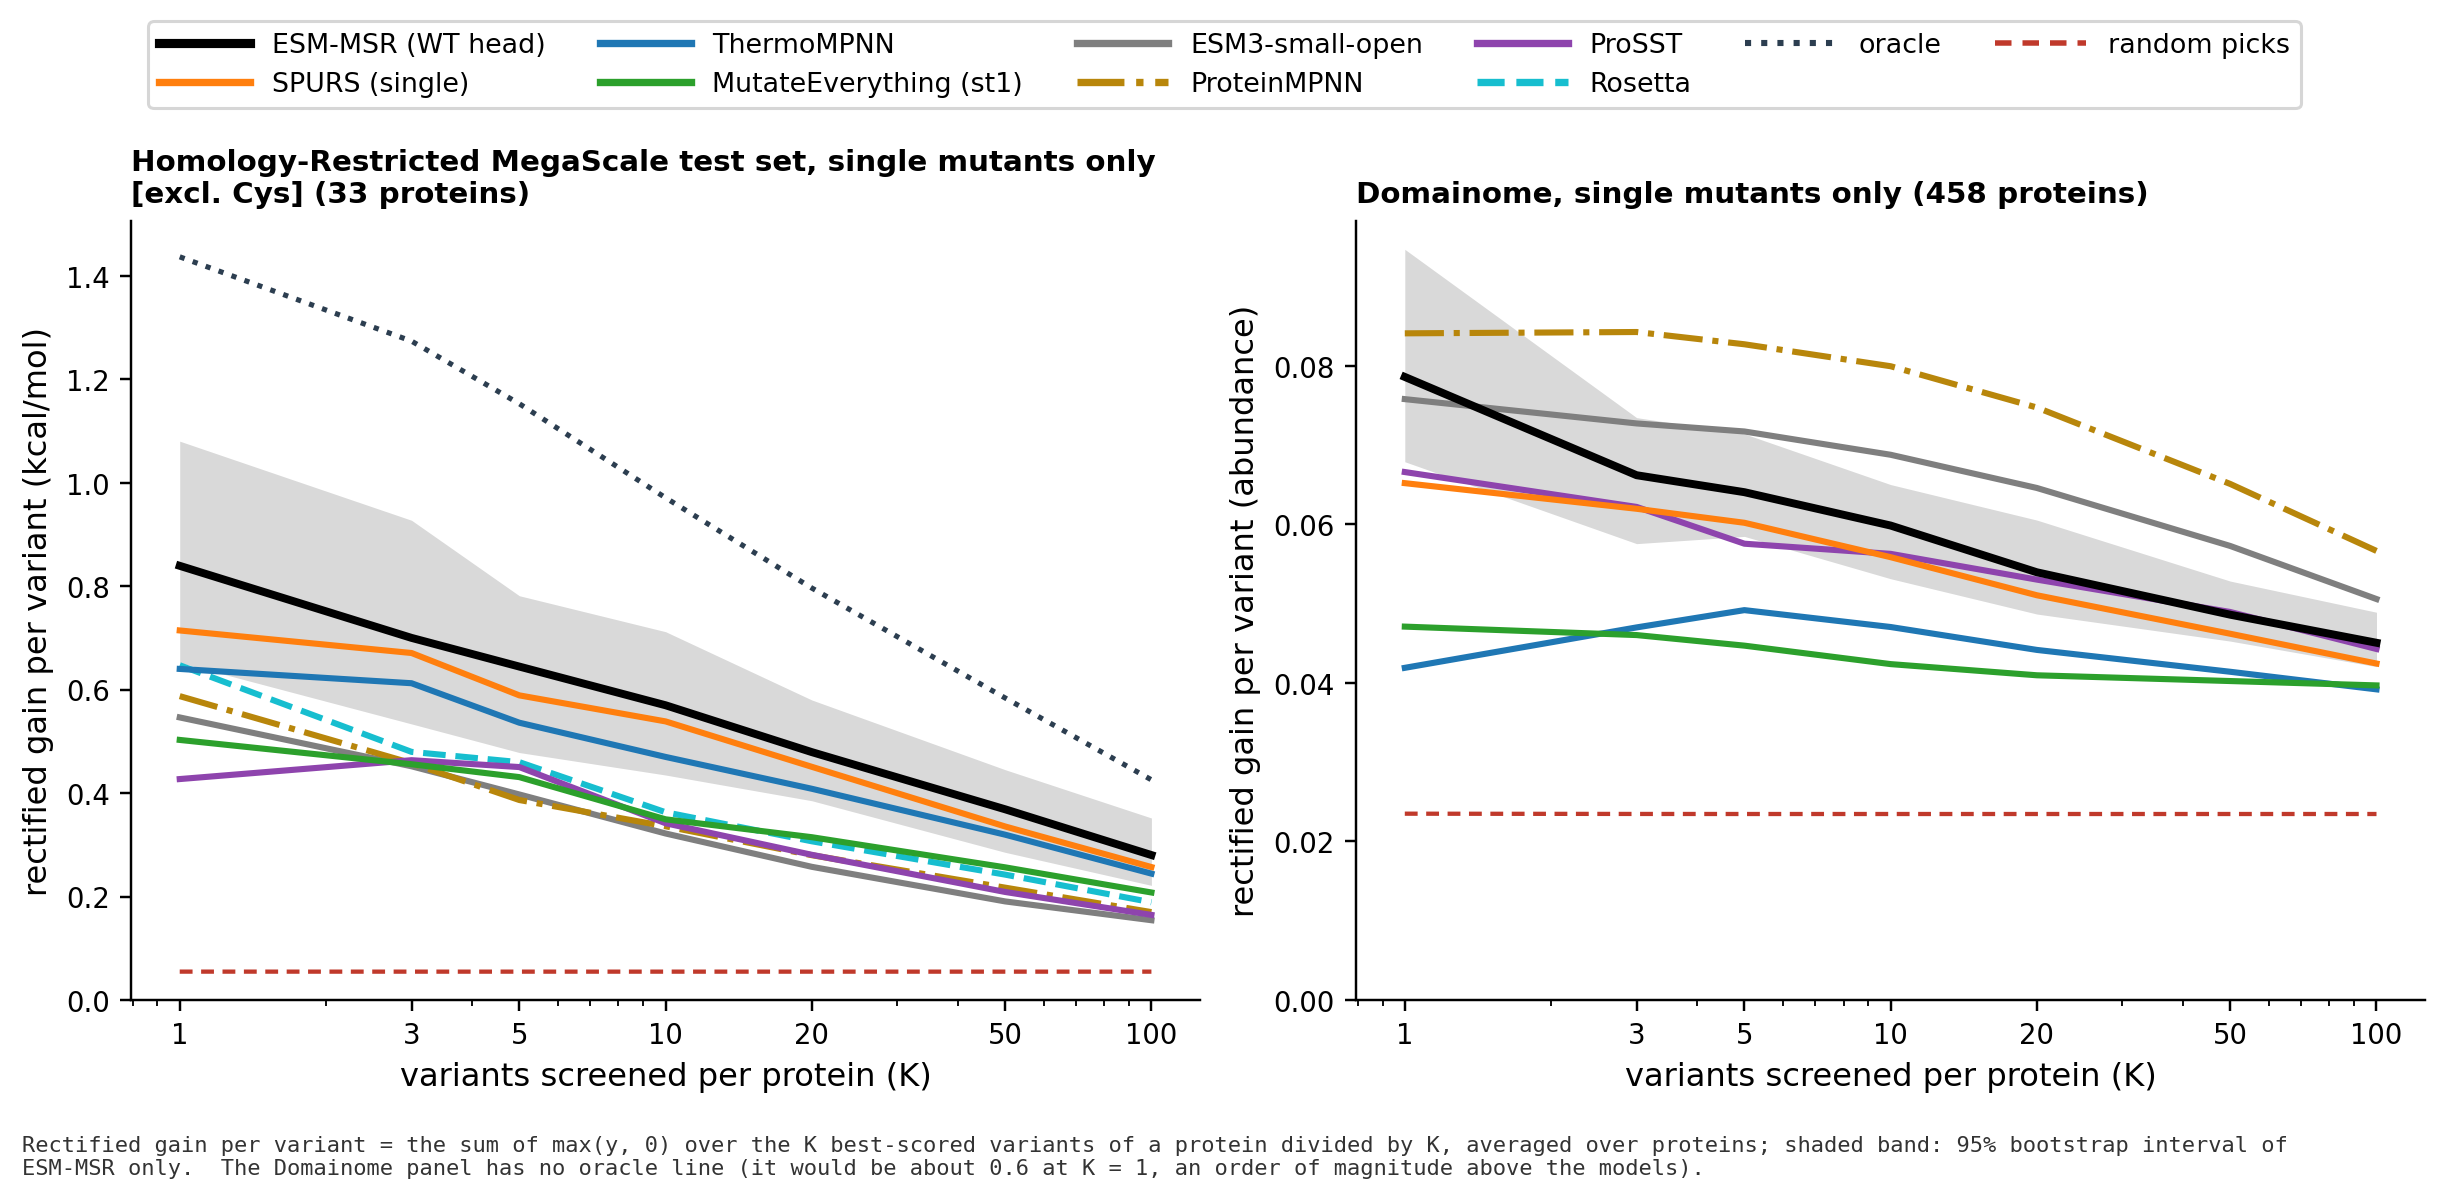 ESM-MSR (WT head)
SPURS (single)
ThermoMPNN
MutateEverything (st1)
ESM3-small-open
ProteinMPNN
ProSST
Rosetta
oracle
random picks
Homology-Restricted MegaScale test set, single mutants only
[excl. Cys] (33 proteins)
rectified gain per variant (kcal/mol)
1.4
1.2
1.0
0.8
0.6
0.4
0.2
0.0
1
3
5
10
20
50
100
variants screened per protein (K)
Domainome, single mutants only (458 proteins)
rectified gain per variant (abundance)
0.08
0.06
0.04
0.02
0.00
1
3
5
10
20
50
100
variants screened per protein (K)
Rectified gain per variant = the sum of max(y, 0) over the K best-scored variants of a protein divided by K, averaged over proteins; shaded band: 95% bootstrap interval of
ESM-MSR only.  The Domainome panel has no oracle line (it would be about 0.6 at K = 1, an order of magnitude above the models).